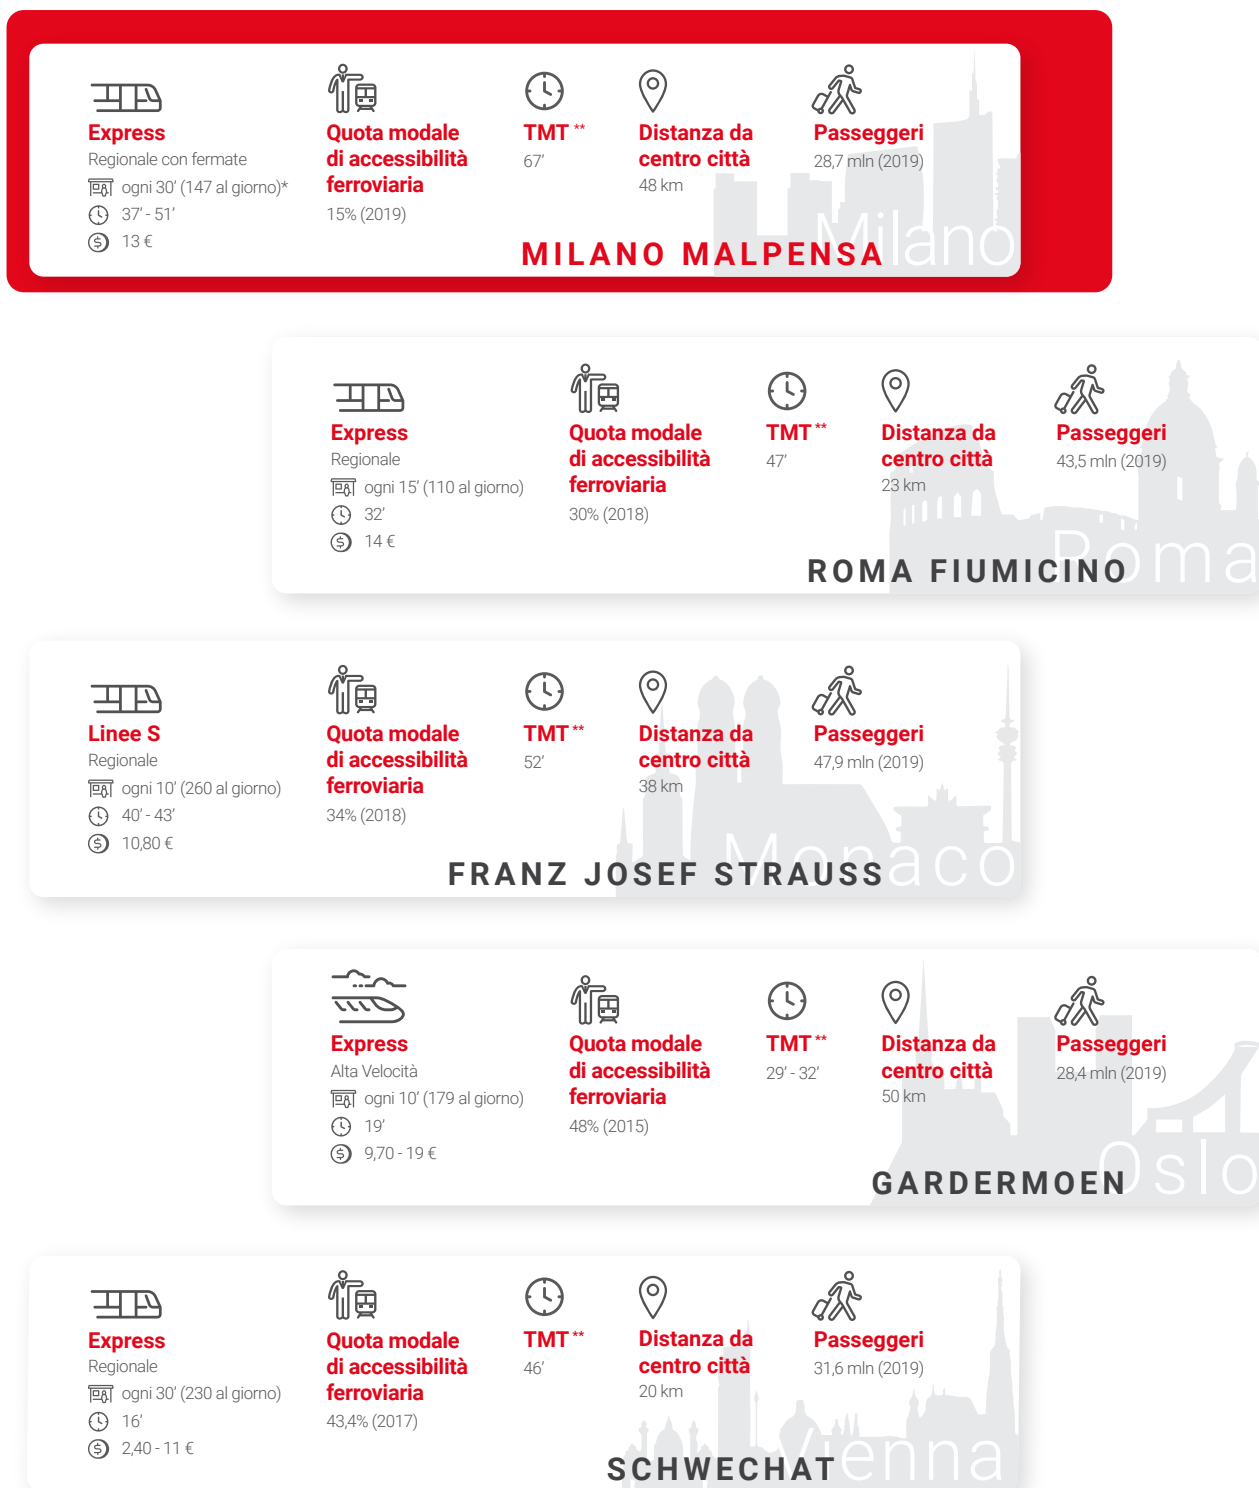 Express
Regionale con fermate
ogni 30' (147 al giorno)*
37' - 51'
13 €
Quota modale
di accessibilità
ferroviaria
15% (2019)
TMT **
67'
Distanza da
centro città
48 km
Passeggeri
28,7 mln (2019)
Milano
MILANO MALPENSA
Express
Regionale
ogni 15' (110 al giorno)
32'
14 €
Quota modale
di accessibilità
ferroviaria
30% (2018)
TMT **
47'
Distanza da
centro città
23 km
Passeggeri
43,5 mln (2019)
Roma
ROMA FIUMICINO
Linee S
Regionale
ogni 10' (260 al giorno)
40' - 43'
10,80 €
Quota modale
di accessibilità
ferroviaria
34% (2018)
TMT **
52'
Distanza da
centro città
38 km
Passeggeri
47,9 mln (2019)
Monaco
FRANZ JOSEF STRAUSS
Express
Alta Velocità
ogni 10' (179 al giorno)
19'
9,70 - 19 €
Quota modale
di accessibilità
ferroviaria
48% (2015)
TMT **
29' - 32'
Distanza da
centro città
50 km
Passeggeri
28,4 mln (2019)
Oslo
GARDERMOEN
Express
Regionale
ogni 30' (230 al giorno)
16'
2,40 - 11 €
Quota modale
di accessibilità
ferroviaria
43,4% (2017)
TMT **
46'
Distanza da
centro città
20 km
Passeggeri
31,6 mln (2019)
Vienna
SCHWECHAT